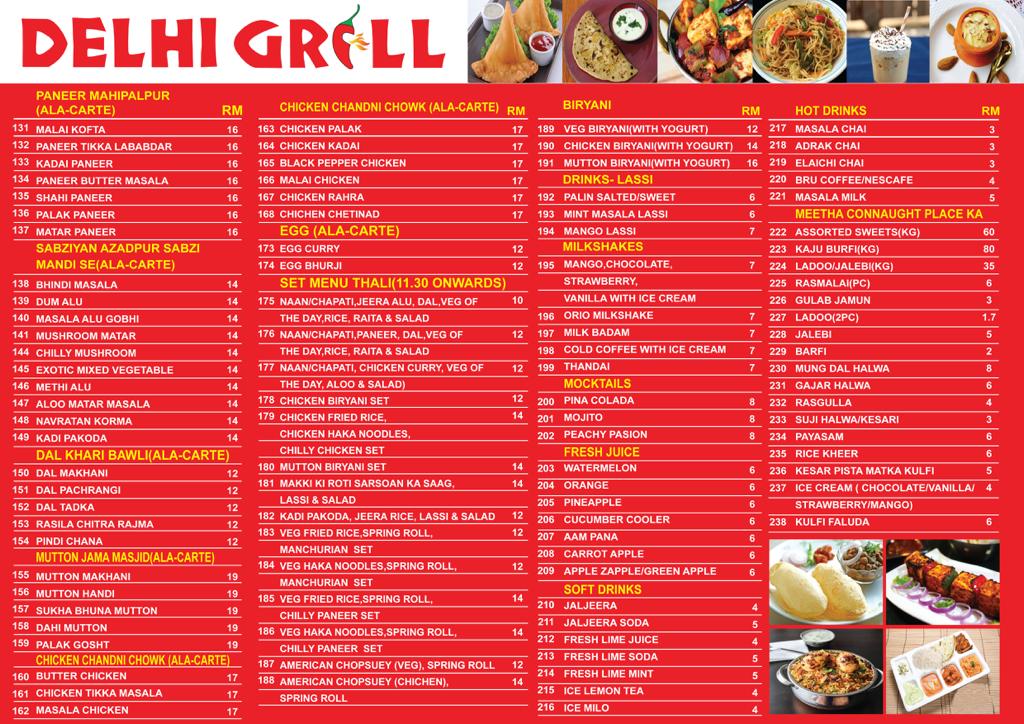 DELHI GRILL
PANEER MAHIPALPUR
(ALA-CARTE) RM
131 MALAI KOFTA 16
132 PANEER TIKKA LABABDAR 16
133 KADAI PANEER 16
134 PANEER BUTTER MASALA 16
135 SHAHI PANEER 16
136 PALAK PANEER 16
137 MATAR PANEER 16
SABZIYAN AZADPUR SABZI
MANDI SE(ALA-CARTE)
138 BHINDI MASALA 14
139 DUM ALU 14
140 MASALA ALU GOBHI 14
141 MUSHROOM MATAR 14
144 CHILLY MUSHROOM 14
145 EXOTIC MIXED VEGETABLE 14
146 METHI ALU 14
147 ALOO MATAR MASALA 14
148 NAVRATAN KORMA 14
149 KADI PAKODA 14
DAL KHARI BAWLI(ALA-CARTE)
150 DAL MAKHANI 12
151 DAL PACHRANGI 12
152 DAL TADKA 12
153 RASILA CHITRA RAJMA 12
154 PINDI CHANA 12
MUTTON JAMA MASJID(ALA-CARTE)
155 MUTTON MAKHANI 19
156 MUTTON HANDI 19
157 SUKHA BHUNA MUTTON 19
158 DAHI MUTTON 19
159 PALAK GOSHT 19
CHICKEN CHANDNI CHOWK (ALA-CARTE)
160 BUTTER CHICKEN 17
161 CHICKEN TIKKA MASALA 17
162 MASALA CHICKEN 17
CHICKEN CHANDNI CHOWK (ALA-CARTE) RM
163 CHICKEN PALAK 17
164 CHICKEN KADAI 17
165 BLACK PEPPER CHICKEN 17
166 MALAI CHICKEN 17
167 CHICKEN RAHRA 17
168 CHICHEN CHETINAD 17
EGG (ALA-CARTE)
173 EGG CURRY 12
174 EGG BHURJI 12
SET MENU THALI(11.30 ONWARDS)
175 NAAN/CHAPATI,JEERA ALU, DAL,VEG OF 10
THE DAY,RICE, RAITA & SALAD
176 NAAN/CHAPATI,PANEER, DAL,VEG OF 12
THE DAY,RICE, RAITA & SALAD
177 NAAN/CHAPATI, CHICKEN CURRY, VEG OF 12
THE DAY, ALOO & SALAD)
178 CHICKEN BIRYANI SET 12
179 CHICKEN FRIED RICE, 14
CHICKEN HAKA NOODLES,
CHILLY CHICKEN SET
180 MUTTON BIRYANI SET 14
181 MAKKI KI ROTI SARSOAN KA SAAG, 14
LASSI & SALAD
182 KADI PAKODA, JEERA RICE, LASSI & SALAD 12
183 VEG FRIED RICE,SPRING ROLL, 12
MANCHURIAN SET
184 VEG HAKA NOODLES,SPRING ROLL, 12
MANCHURIAN SET
185 VEG FRIED RICE,SPRING ROLL, 14
CHILLY PANEER SET
186 VEG HAKA NOODLES,SPRING ROLL, 14
CHILLY PANEER SET
187 AMERICAN CHOPSUEY (VEG), SPRING ROLL 12
188 AMERICAN CHOPSUEY (CHICHEN), 14
SPRING ROLL
BIRYANI RM
189 VEG BIRYANI(WITH YOGURT) 12
190 CHICKEN BIRYANI(WITH YOGURT) 14
191 MUTTON BIRYANI(WITH YOGURT) 16
DRINKS- LASSI
192 PALIN SALTED/SWEET 6
193 MINT MASALA LASSI 6
194 MANGO LASSI 7
MILKSHAKES
195 MANGO,CHOCOLATE, 7
STRAWBERRY,
VANILLA WITH ICE CREAM
196 ORIO MILKSHAKE 7
197 MILK BADAM 7
198 COLD COFFEE WITH ICE CREAM 7
199 THANDAI 7
MOCKTAILS
200 PINA COLADA 8
201 MOJITO 8
202 PEACHY PASION 8
FRESH JUICE
203 WATERMELON 6
204 ORANGE 6
205 PINEAPPLE 6
206 CUCUMBER COOLER 6
207 AAM PANA 6
208 CARROT APPLE 6
209 APPLE ZAPPLE/GREEN APPLE 6
SOFT DRINKS
210 JALJEERA 4
211 JALJEERA SODA 5
212 FRESH LIME JUICE 4
213 FRESH LIME SODA 5
214 FRESH LIME MINT 5
215 ICE LEMON TEA 4
216 ICE MILO 4
HOT DRINKS RM
217 MASALA CHAI 3
218 ADRAK CHAI 3
219 ELAICHI CHAI 3
220 BRU COFFEE/NESCAFE 4
221 MASALA MILK 5
MEETHA CONNAUGHT PLACE KA
222 ASSORTED SWEETS(KG) 60
223 KAJU BURFI(KG) 80
224 LADOO/JALEBI(KG) 35
225 RASMALAI(PC) 6
226 GULAB JAMUN 3
227 LADOO(2PC) 1.7
228 JALEBI 5
229 BARFI 2
230 MUNG DAL HALWA 8
231 GAJAR HALWA 6
232 RASGULLA 4
233 SUJI HALWA/KESARI 3
234 PAYASAM 6
235 RICE KHEER 6
236 KESAR PISTA MATKA KULFI 5
237 ICE CREAM ( CHOCOLATE/VANILLA/ 4
STRAWBERRY/MANGO)
238 KULFI FALUDA 6